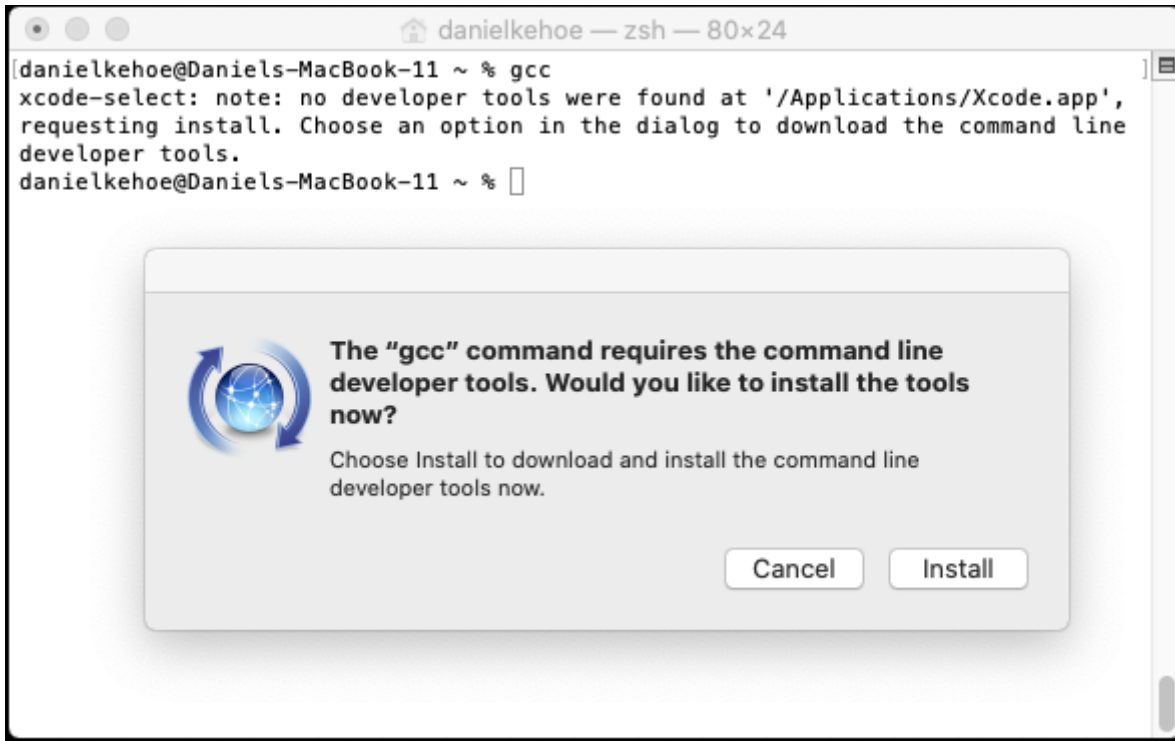 danielkehoe — zsh — 80×24
[danielkehoe@Daniels-MacBook-11 ~ % gcc ]
xcode-select: note: no developer tools were found at '/Applications/Xcode.app',
requesting install. Choose an option in the dialog to download the command line
developer tools.
danielkehoe@Daniels-MacBook-11 ~ %
The “gcc” command requires the command line
developer tools. Would you like to install the tools
now?
Choose Install to download and install the command line
developer tools now.
Cancel Install